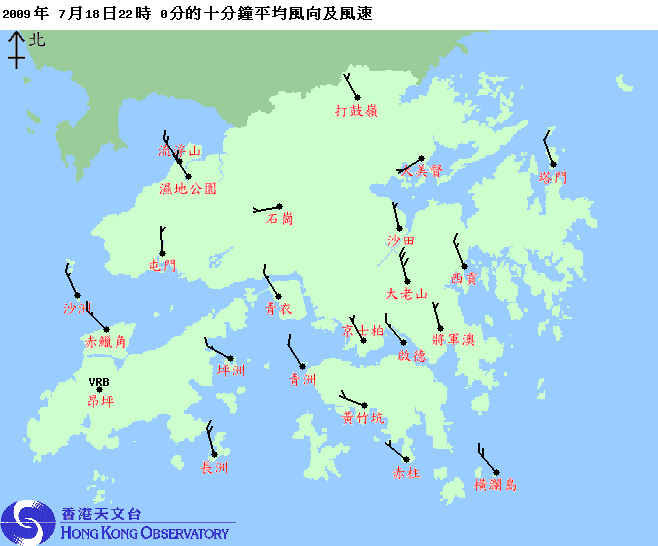 2009年 7月18日22時 0分的十分鐘平均風向及風速
北
打鼓嶺
流浮山
大美督
塔門
濕地公園
石崗
沙田
屯門
西貢
大老山
沙洲
青衣
赤鱲角
京士柏
將軍澳
啟德
坪洲
青洲
VRB
昂坪
黃竹坑
長洲
赤柱
橫瀾島
香港天文台
HONG KONG OBSERVATORY